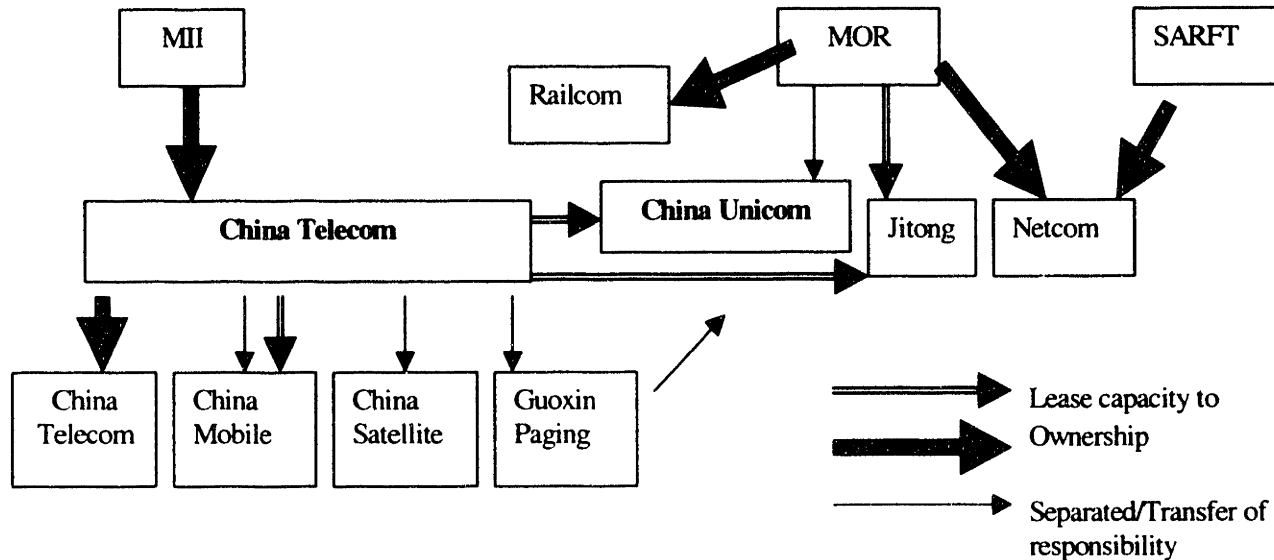 MII
MOR
SARFT
Railcom
China Telecom
China Unicom
Jitong
Netcom
China
Telecom
China
Mobile
China
Satellite
Guoxin
Paging
Lease capacity to
Ownership
Separated/Transfer of
responsibility